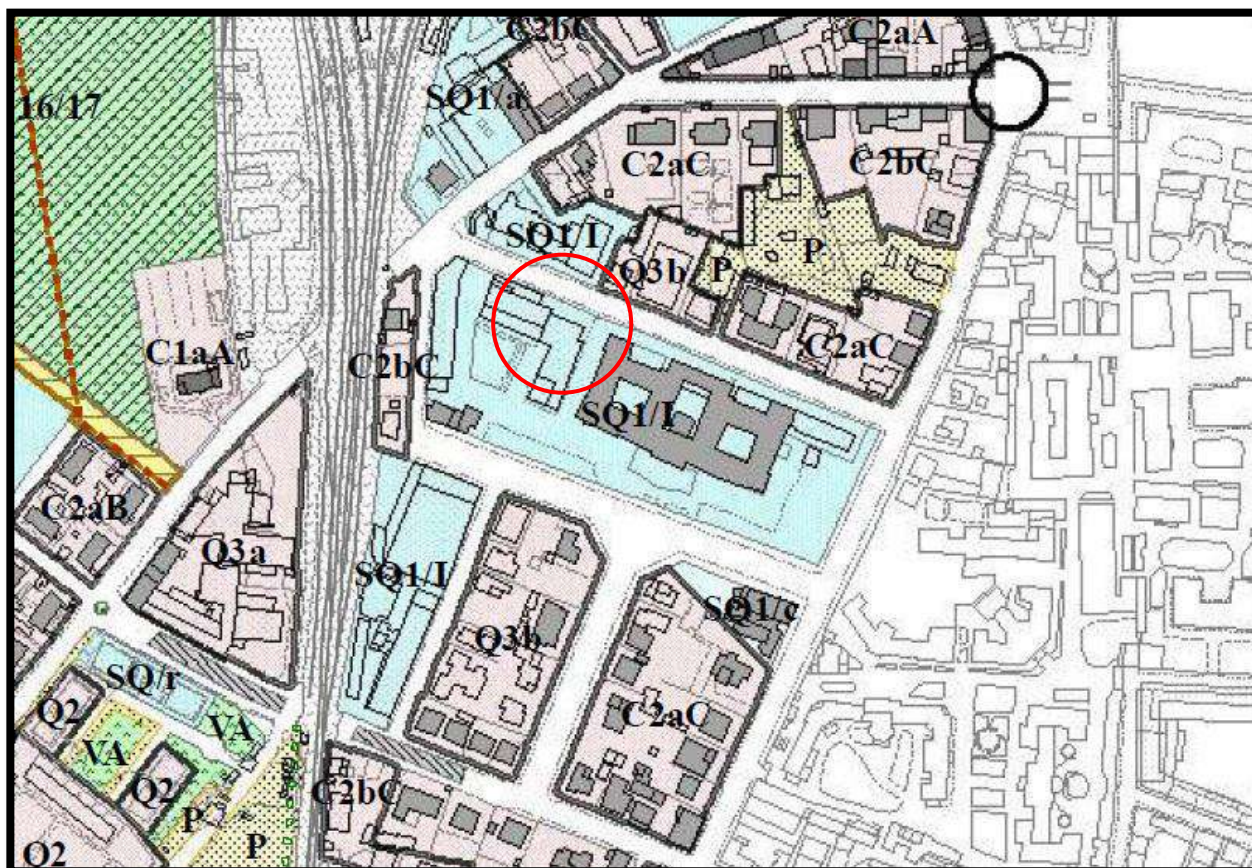 C2bC
C2aA
16/17
SQ1/a
C2aC
C2bC
SQ1/I
Q3b
P
P
C1aA
C2bC
C2aC
SQ1/I
C2aB
Q3a
SQ1/I
Q3b
SQ1/c
SQ/r
Q2
VA
VA
C2aC
Q2
C2bC
P
P